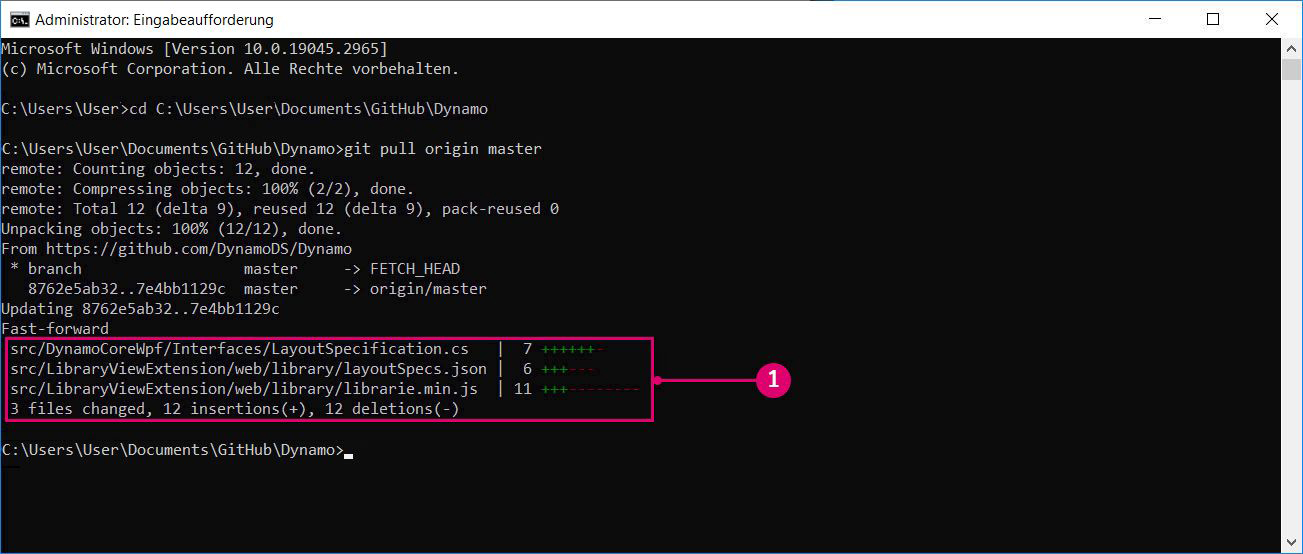 Administrator: Eingabeaufforderung
Microsoft Windows [Version 10.0.19045.2965]
(c) Microsoft Corporation. Alle Rechte vorbehalten.
C:\Users\User>cd C:\Users\User\Documents\GitHub\Dynamo
C:\Users\User\Documents\GitHub\Dynamo>git pull origin master
remote: Counting objects: 12, done.
remote: Compressing objects: 100% (2/2), done.
remote: Total 12 (delta 9), reused 12 (delta 9), pack-reused 0
Unpacking objects: 100% (12/12), done.
From https://github.com/DynamoDS/Dynamo
 * branch                  master     -> FETCH_HEAD
   8762e5ab32..7e4bb1129c  master     -> origin/master
Updating 8762e5ab32..7e4bb1129c
Fast-forward
 src/DynamoCoreWpf/Interfaces/LayoutSpecification.cs   |  7 ++++++-
 src/LibraryViewExtension/web/library/layoutSpecs.json |  6 +++---
 src/LibraryViewExtension/web/library/librarie.min.js  | 11 +++--------
 3 files changed, 12 insertions(+), 12 deletions(-)
1
C:\Users\User\Documents\GitHub\Dynamo>